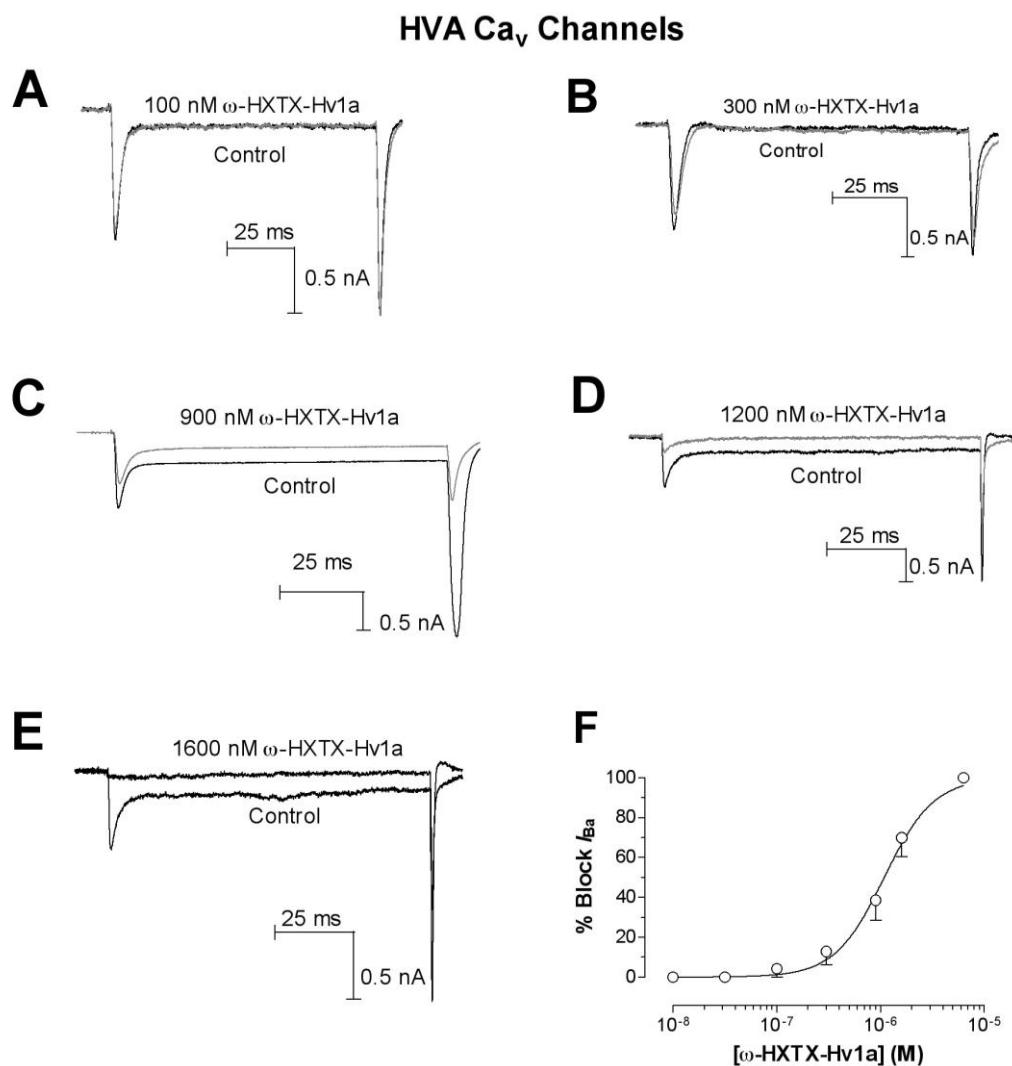 HVA Cav Channels
A
100 nM ω-HXTX-Hv1a
Control
25 ms
0.5 nA
B
300 nM ω-HXTX-Hv1a
Control
25 ms
0.5 nA
C
900 nM ω-HXTX-Hv1a
Control
25 ms
0.5 nA
D
1200 nM ω-HXTX-Hv1a
Control
25 ms
0.5 nA
E
1600 nM ω-HXTX-Hv1a
Control
25 ms
0.5 nA
F
% Block IBa
100
80
60
40
20
0
10-8
10-7
10-6
10-5
[ω-HXTX-Hv1a] (M)